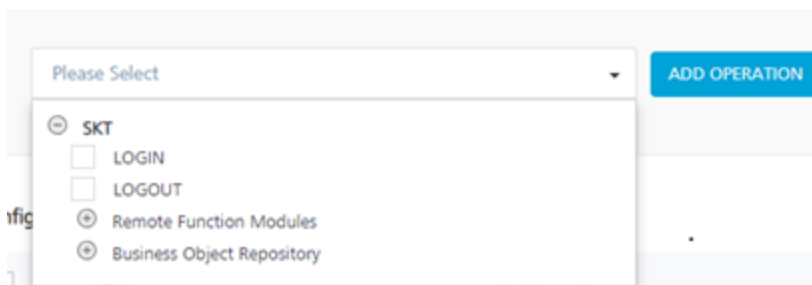 Please Select
ADD OPERATION
SKT
LOGIN
LOGOUT
Remote Function Modules
Business Object Repository